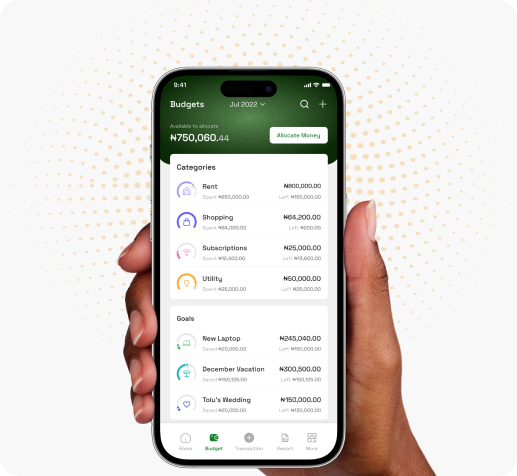 9:41
Budgets
Jul 2022
Available to allocate
₦750,060.44
Allocate Money
Categories
Rent ₦800,000.00
Spent ₦650,000.00 Left ₦150,000.00
Shopping ₦64,200.00
Spent ₦64,000.00 Left ₦200.00
Subscriptions ₦25,000.00
Spent ₦12,400.00 Left ₦12,600.00
Utility ₦50,000.00
Spent ₦25,000.00 Left ₦25,000.00
Goals
New Laptop ₦245,040.00
Saved ₦20,000.00 Left ₦150,000.00
December Vacation ₦300,500.00
Saved ₦150,125.00 Left ₦150,125.00
Tolu's Wedding ₦150,000.00
Saved ₦20,000.00 Left ₦130,000.00
Home Budget Transaction Report More